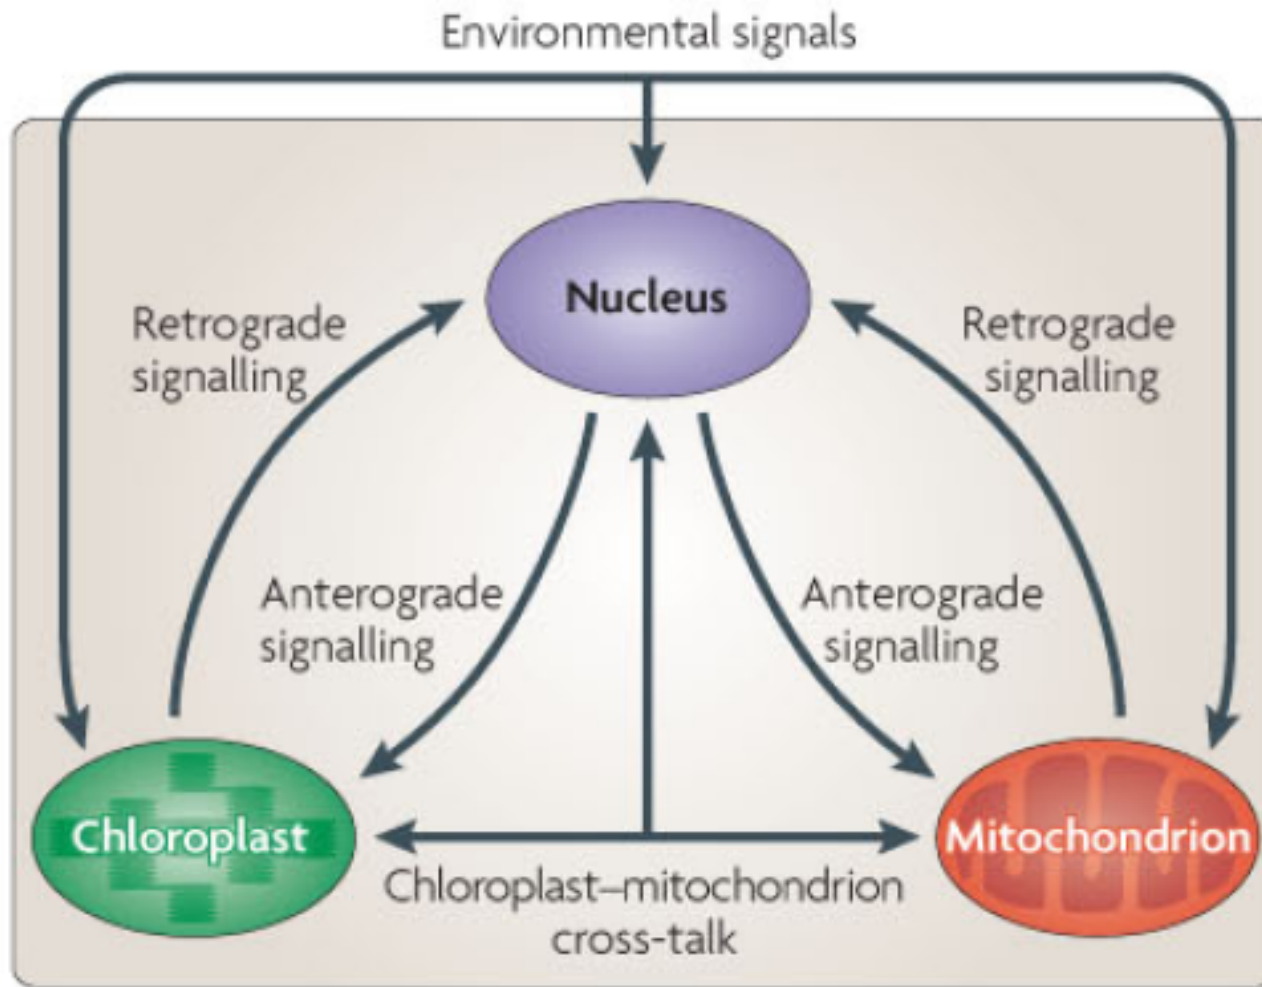 Environmental signals
Nucleus
Retrograde
signalling
Retrograde
signalling
Anterograde
signalling
Anterograde
signalling
Chloroplast
Mitochondrion
Chloroplast–mitochondrion
cross-talk